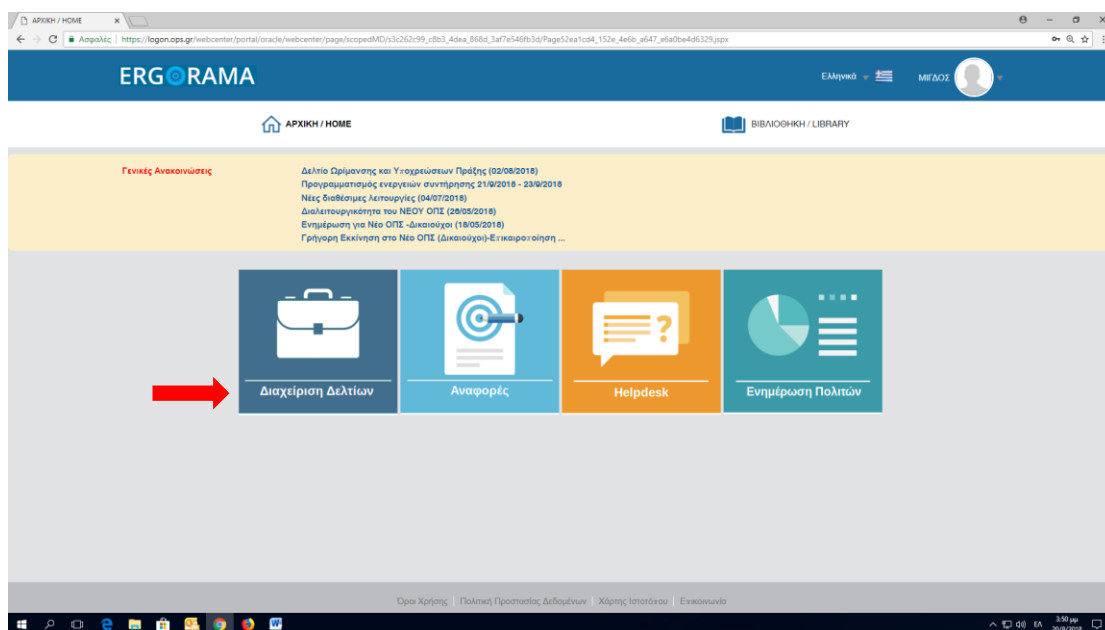 ΑΡΧΙΚΗ / HOME
Ασφαλές https://logon.ops.gr/webcenter/portal/oracle/webcenter/page/scopedMD/s3c262c99_c8b3_4dea_868d_3af7e546fb3d/Page52ea1cd4_152e_4e6b_a647_e6a0be4d6329.jspx
ERGORAMA
Ελληνικά
ΜΙΓΔΟΣ
ΑΡΧΙΚΗ / HOME
ΒΙΒΛΙΟΘΗΚΗ / LIBRARY
Γενικές Ανακοινώσεις
Δελτίο Ωρίμανσης και Υποχρεώσεων Πράξης (02/08/2018)
Προγραμματισμός ενεργειών συντήρησης 21/9/2018 - 23/9/2018
Νέες διαθέσιμες λειτουργίες (04/07/2018)
Διαλειτουργικότητα του ΝΕΟΥ ΟΠΣ (26/05/2018)
Ενημέρωση για Νέο ΟΠΣ -Δικαιούχοι (18/05/2018)
Γρήγορη Εκκίνηση στο Νέο ΟΠΣ (Δικαιούχοι)-Επικαιροποίηση ...
Διαχείριση Δελτίων
Αναφορές
?
Helpdesk
Ενημέρωση Πολιτών
Όροι Χρήσης | Πολιτική Προστασίας Δεδομένων | Χάρτης Ιστοτόπου | Επικοινωνία
ΕΛ
3:50 μμ
20/9/2018